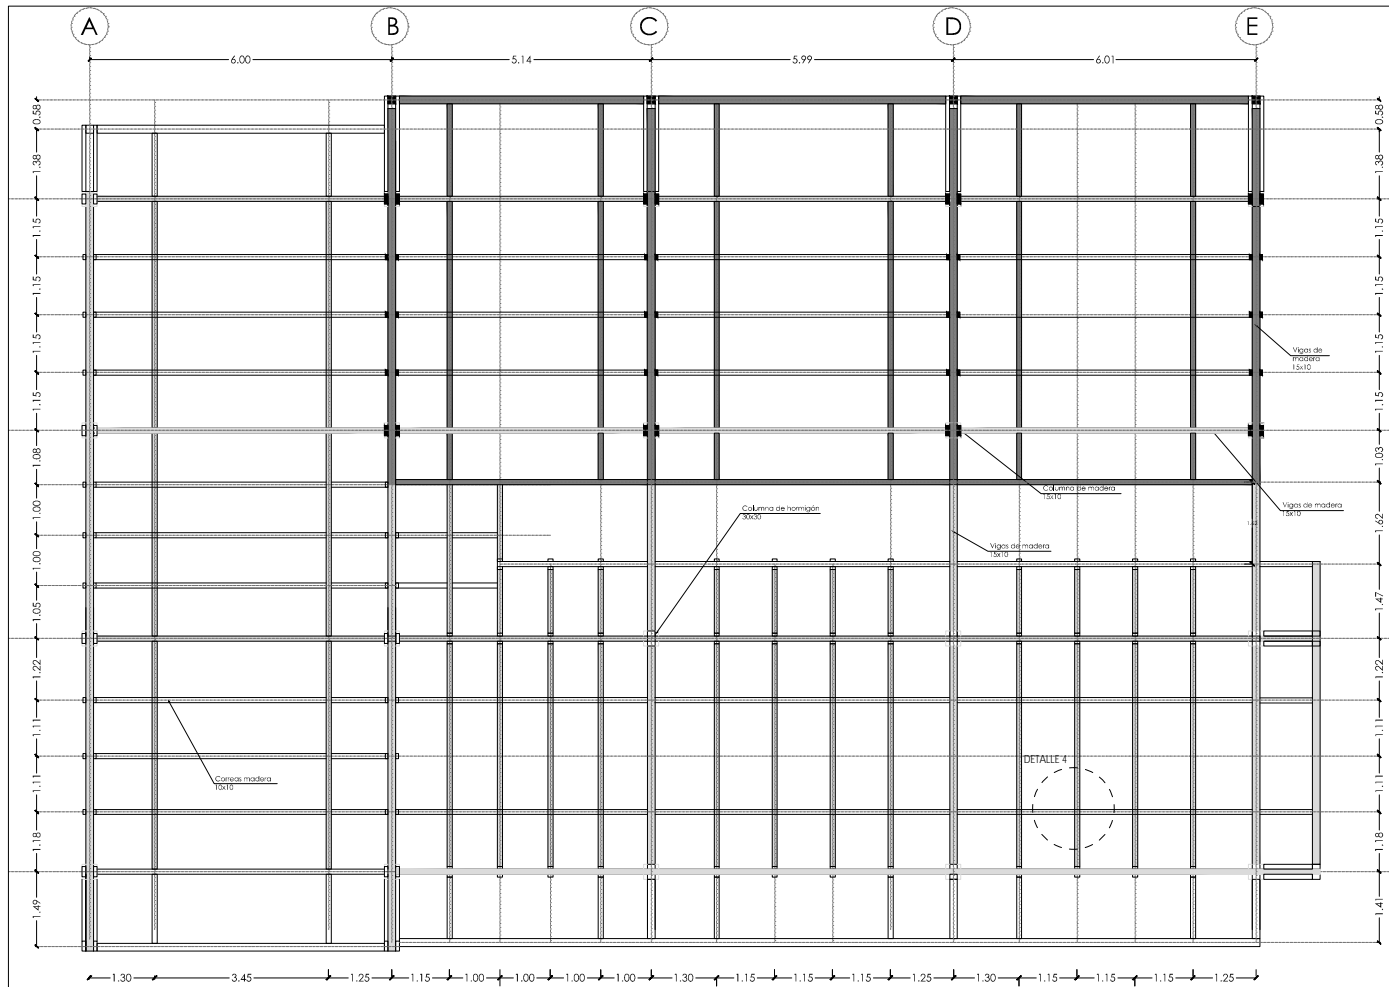 A B C D E
6.00 5.14 5.99 6.01
0.58 0.58
1.38 1.38
1.15 1.15
1.15 1.15
1.15 1.15
Vigas de
madera
15x10
1.15 1.15
1.08 1.03
Columna de madera
15x10
Columna de hormigón
30x30
Vigas de madera
15x10
1.00 1.62
Vigas de madera
15x10
1.00
1.05 1.47
1.22 1.22
1.11 1.11
DETALLE 4
Correas madera
10x10
1.11 1.11
1.18 1.18
1.49 1.41
1.30 3.45 1.25 1.15 1.00 1.00 1.00 1.00 1.30 1.15 1.15 1.15 1.25 1.30 1.15 1.15 1.15 1.25